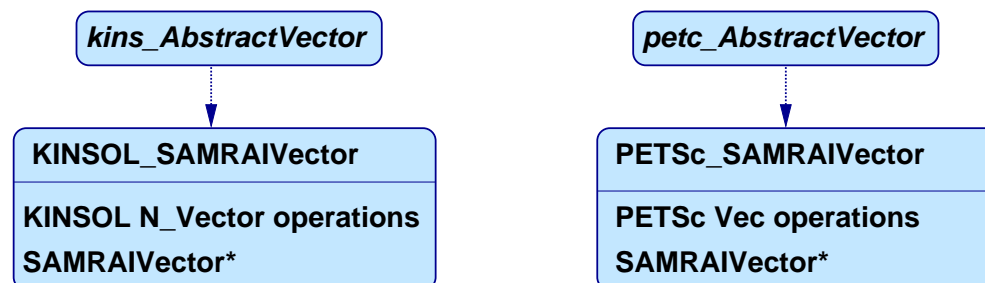 kins_AbstractVector
petc_AbstractVector
KINSOL_SAMRAIVector
KINSOL N_Vector operations
SAMRAIVector*
PETSc_SAMRAIVector
PETSc Vec operations
SAMRAIVector*